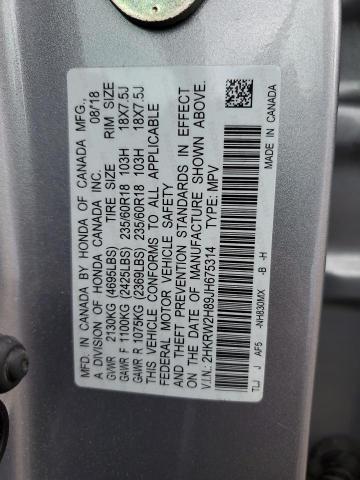 MADE IN CANADA
MFD. IN CANADA BY HONDA OF CANADA MFG., 08/18
A DIVISION OF HONDA CANADA INC.
TIRE SIZE RIM SIZE
GVWR 2130KG (4695LBS)
GAWR F 1100KG (2425LBS) 235/60R18 103H 18X7.5J
GAWR R 1075KG (2369LBS) 235/60R18 103H 18X7.5J
THIS VEHICLE CONFORMS TO ALL APPLICABLE
FEDERAL MOTOR VEHICLE SAFETY AND THEFT
PREVENTION STANDARDS IN EFFECT
ON THE DATE OF MANUFACTURE SHOWN ABOVE.
V.I.N.: 2HKRW2H89JH675314 TYPE: MPV
TLJ J AF5 -NH830MX -B -H